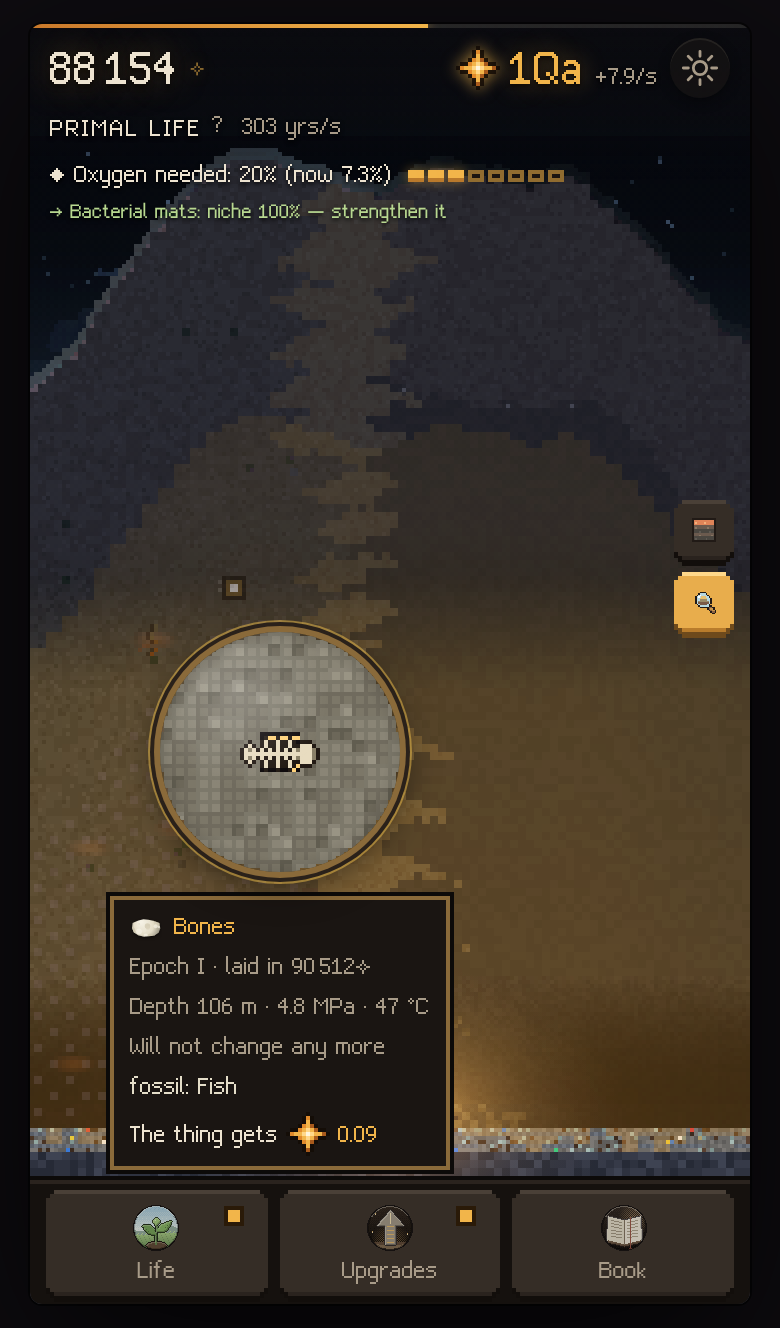 88 154
1Qa +7.9/s
PRIMAL LIFE ? 303 yrs/s
Oxygen needed: 20% (now 7.3%)
→ Bacterial mats: niche 100% — strengthen it
Bones
Epoch I · laid in 90 512✧
Depth 106 m · 4.8 MPa · 47 °C
Will not change any more
fossil: Fish
The thing gets 0.09
Life
Upgrades
Book